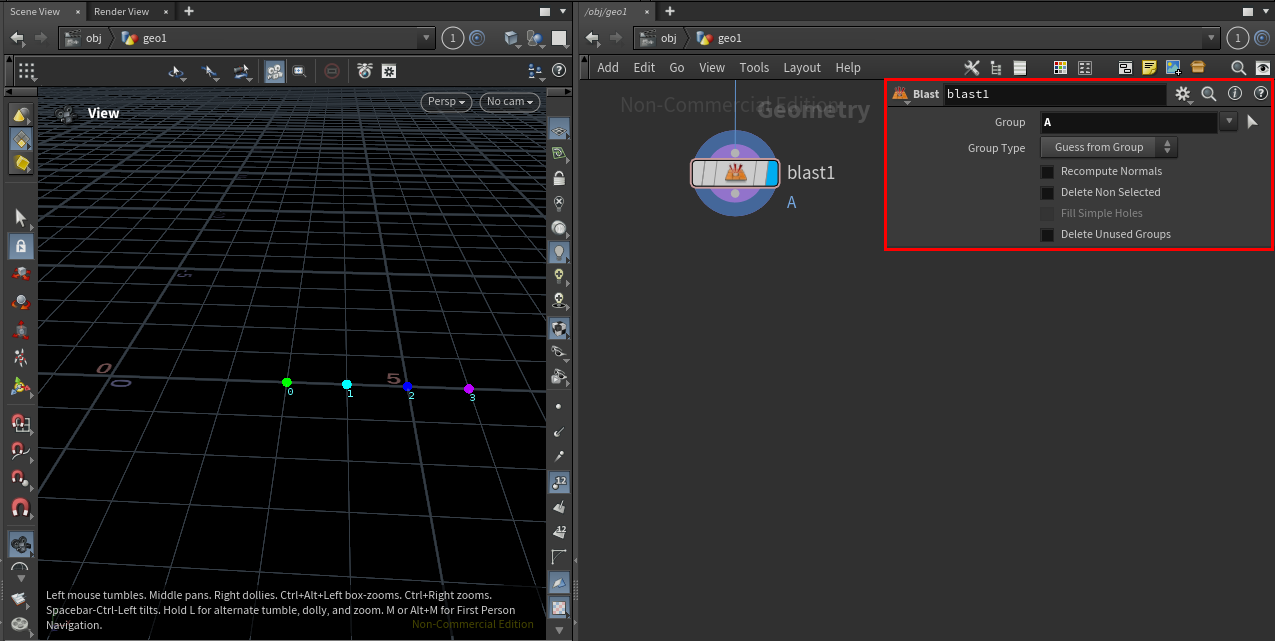 Scene View
Render View
/obj/geo1
obj
geo1
1
obj
geo1
1
Add Edit Go View Tools Layout Help
View
Persp
No cam
Non-Commercial Edition
Geometry
blast1
A
Blast blast1
Group A
Group Type Guess from Group
Recompute Normals
Delete Non Selected
Fill Simple Holes
Delete Unused Groups
5
0
0
5
0
1
2
3
12
12
Left mouse tumbles. Middle pans. Right dollies. Ctrl+Alt+Left box-zooms. Ctrl+Right zooms.
Spacebar-Ctrl-Left tilts. Hold L for alternate tumble, dolly, and zoom. M or Alt+M for First Person
Navigation.
Non-Commercial Edition